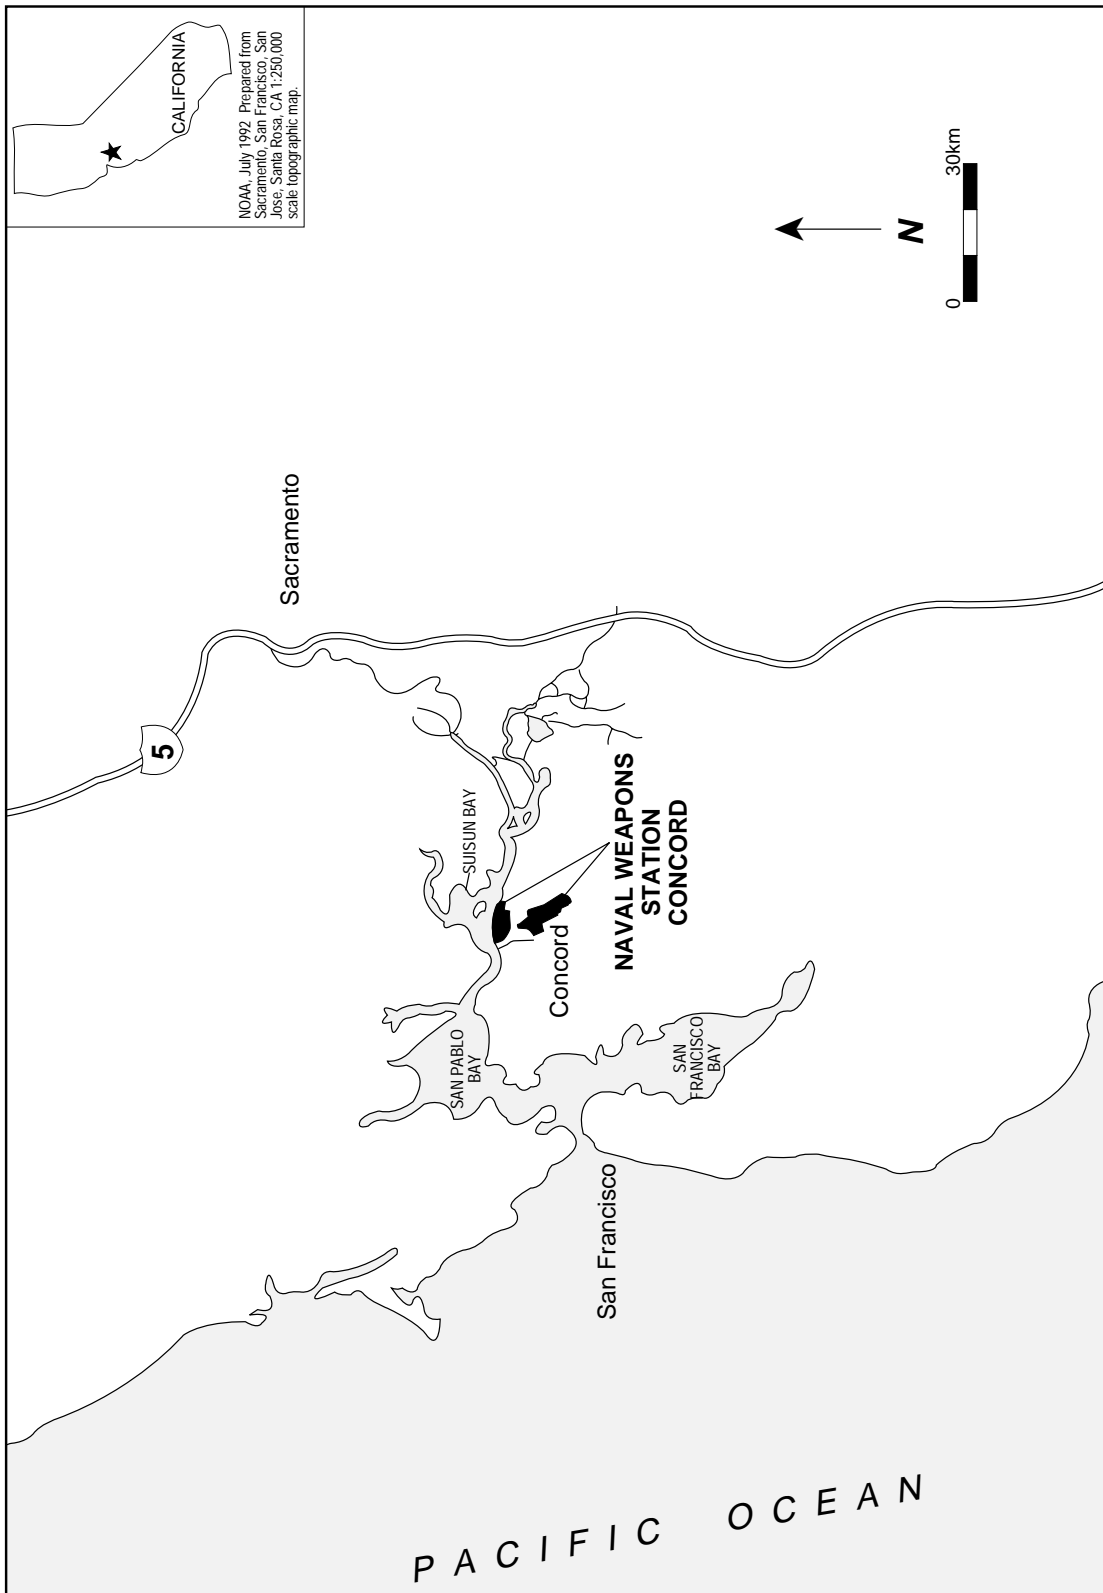 CALIFORNIA
NOAA, July 1992 Prepared from
Sacramento, San Francisco, San
Jose, Santa Rosa, CA 1:250,000
scale topographic map.
5
Sacramento
SUISUN BAY
SAN PABLO
BAY
Concord
NAVAL WEAPONS
STATION
CONCORD
SAN
FRANCISCO
BAY
San Francisco
PACIFIC OCEAN
N
0
30km